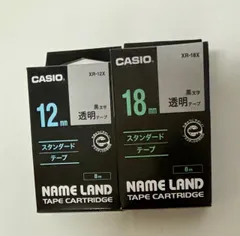 XR-12X
CASIO
12mm
黒文字
透明テープ
スタンダード
テープ
8m
NAME LAND
TAPE CARTRIDGE
XR-18X
CASIO
18mm
黒文字
透明テープ
スタンダード
テープ
8m
NAME LAND
TAPE CARTRIDGE